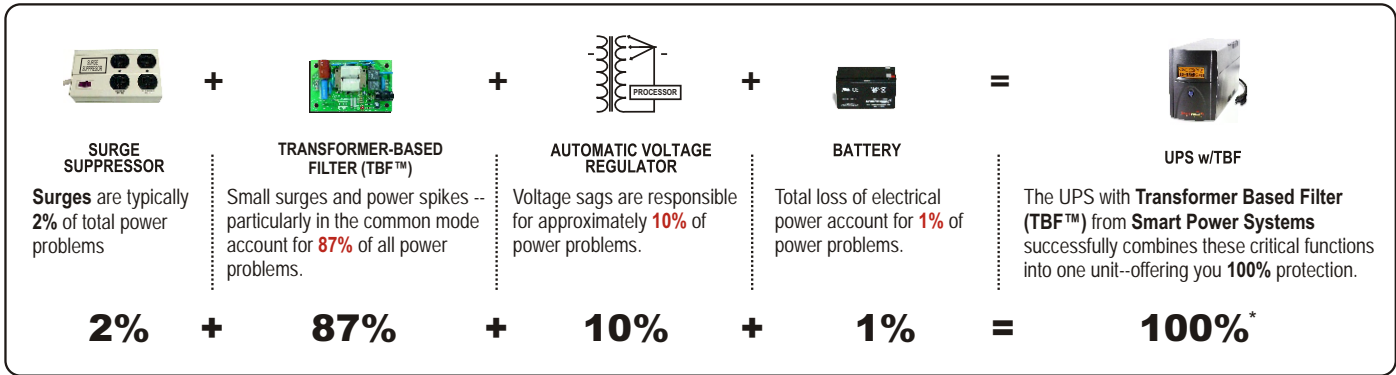 SURGE
SUPPRESSOR
+
+
PROCESSOR
+
=
SURGE
SUPPRESSOR
TRANSFORMER-BASED
FILTER (TBF™)
AUTOMATIC VOLTAGE
REGULATOR
BATTERY
UPS w/TBF
Surges are typically
2% of total power
problems
Small surges and power spikes --
particularly in the common mode
account for 87% of all power
problems.
Voltage sags are responsible
for approximately 10% of
power problems.
Total loss of electrical
power account for 1% of
power problems.
The UPS with Transformer Based Filter
(TBF™) from Smart Power Systems
successfully combines these critical functions
into one unit--offering you 100% protection.
2% + 87% + 10% + 1% = 100%*